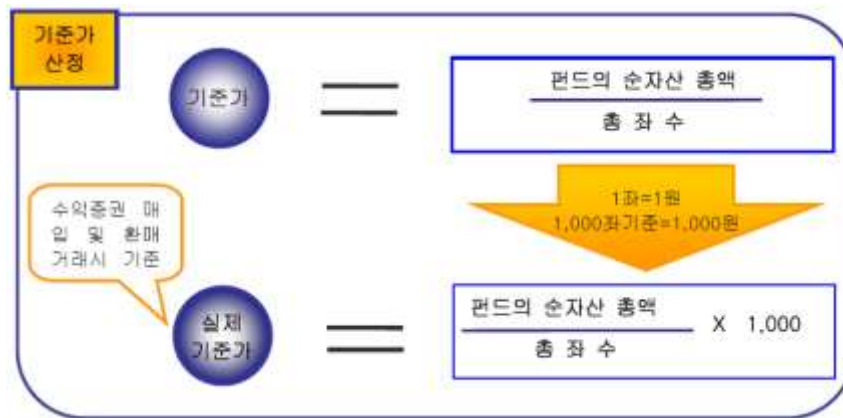 기준가
산정
기준가
펀드의 순자산 총액
총 좌 수
1좌=1원
1,000좌기준=1,000원
수익증권 매
입 및 환매
거래시 기준
실제
기준가
펀드의 순자산 총액
총 좌 수
X 1,000